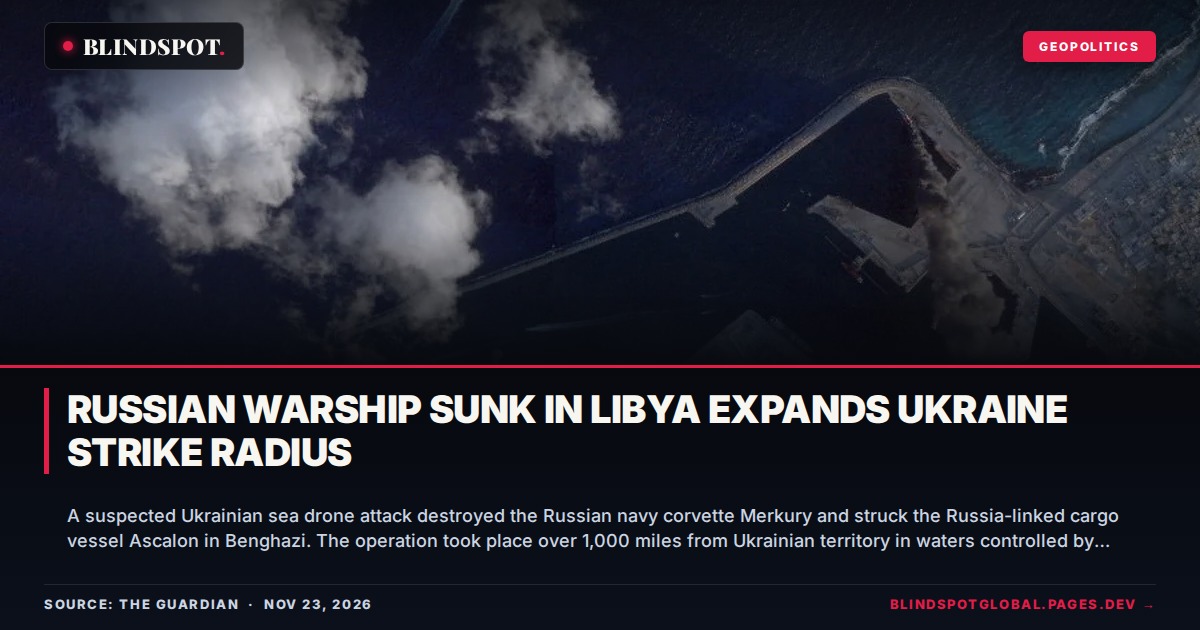 BLINDSPOT.
GEOPOLITICS
RUSSIAN WARSHIP SUNK IN LIBYA EXPANDS UKRAINE
STRIKE RADIUS
A suspected Ukrainian sea drone attack destroyed the Russian navy corvette Merkury and struck the Russia-linked cargo
vessel Ascalon in Benghazi. The operation took place over 1,000 miles from Ukrainian territory in waters controlled by...
SOURCE: THE GUARDIAN · NOV 23, 2026
BLINDSPOTGLOBAL.PAGES.DEV →